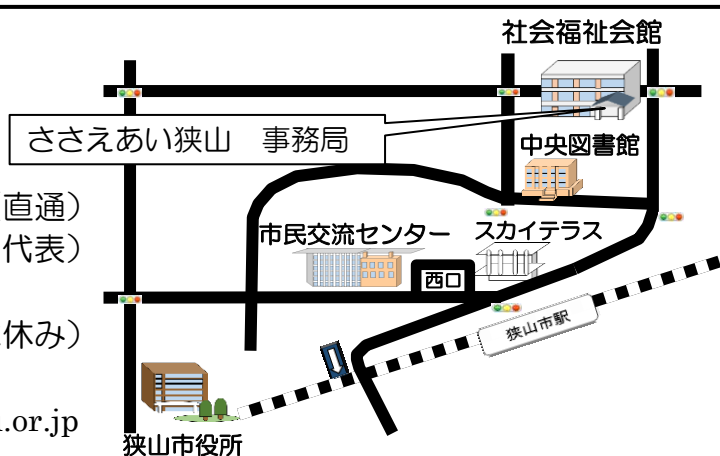 社会福祉会館
ささえあい狭山　事務局
中央図書館
直通）
代表）
市民交流センター
スカイテラス
西口
休み）
狭山市駅
.or.jp
狭山市役所